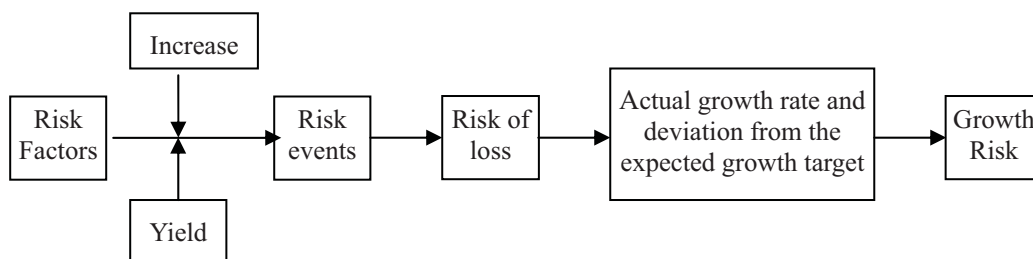 Increase
Risk
Factors
Risk
events
Risk of
loss
Actual growth rate and
deviation from the
expected growth target
Growth
Risk
Yield